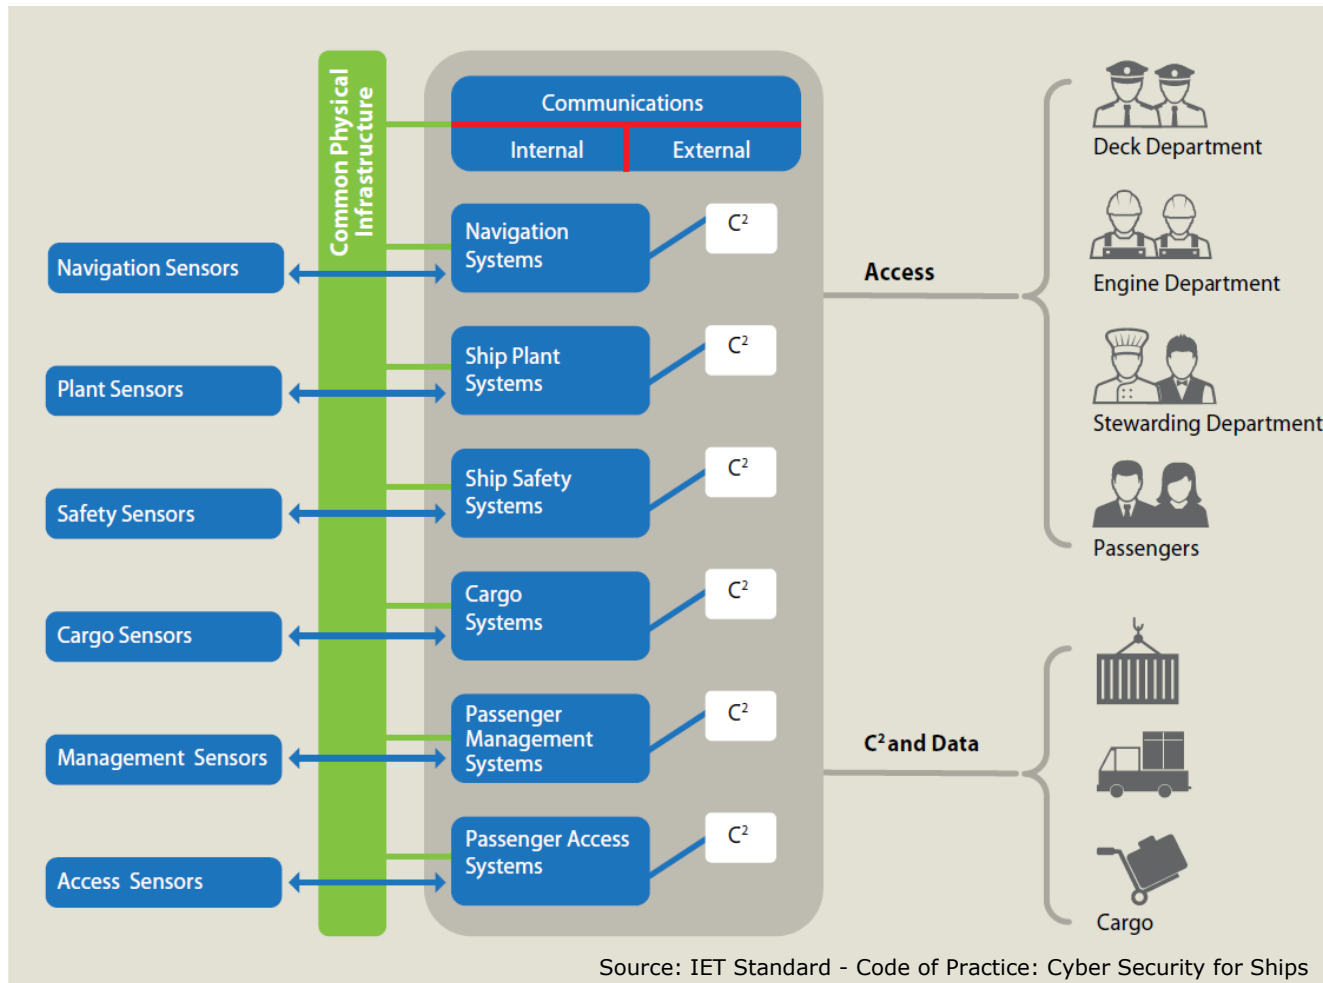 Common Physical
Infrastructure
Communications
Internal
External
Navigation Sensors
Navigation
Systems
C²
Plant Sensors
Ship Plant
Systems
C²
Safety Sensors
Ship Safety
Systems
C²
Cargo Sensors
Cargo
Systems
C²
Management Sensors
Passenger
Management
Systems
C²
Access Sensors
Passenger Access
Systems
C²
Access
Deck Department
Engine Department
Stewarding Department
Passengers
C² and Data
Cargo
Source: IET Standard - Code of Practice: Cyber Security for Ships